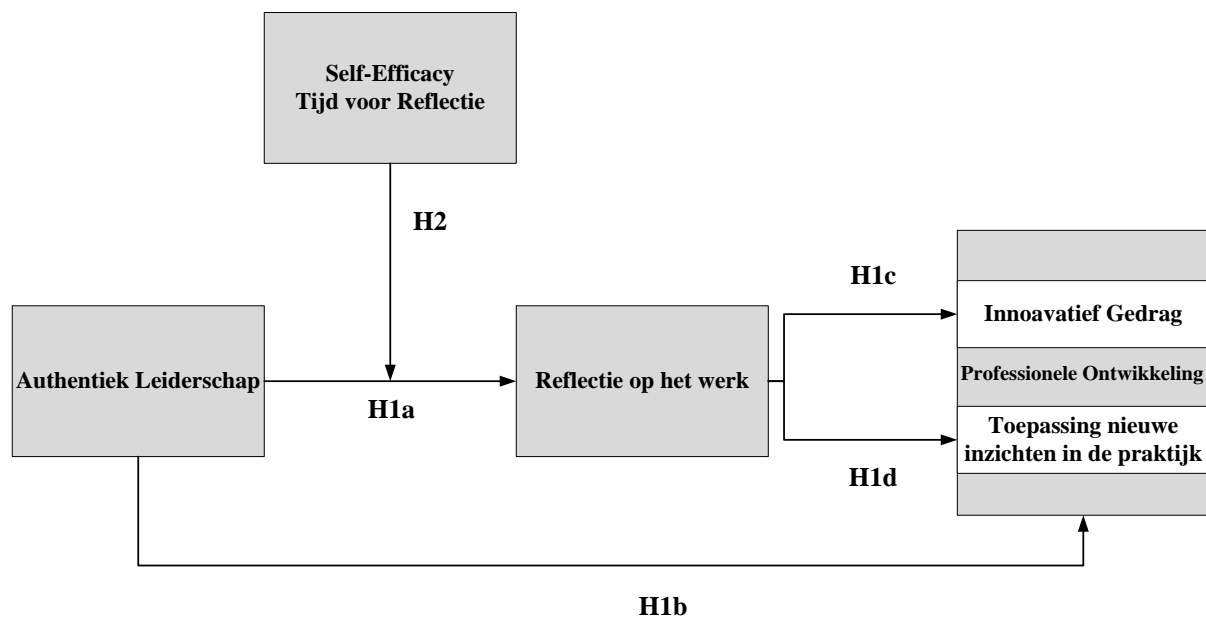 Self-Efficacy
Tijd voor Reflectie
H2
H1c
Innoavatief Gedrag
Authentiek Leiderschap
H1a
Reflectie op het werk
Professionele Ontwikkeling
Toepassing nieuwe
inzichten in de praktijk
H1d
H1b